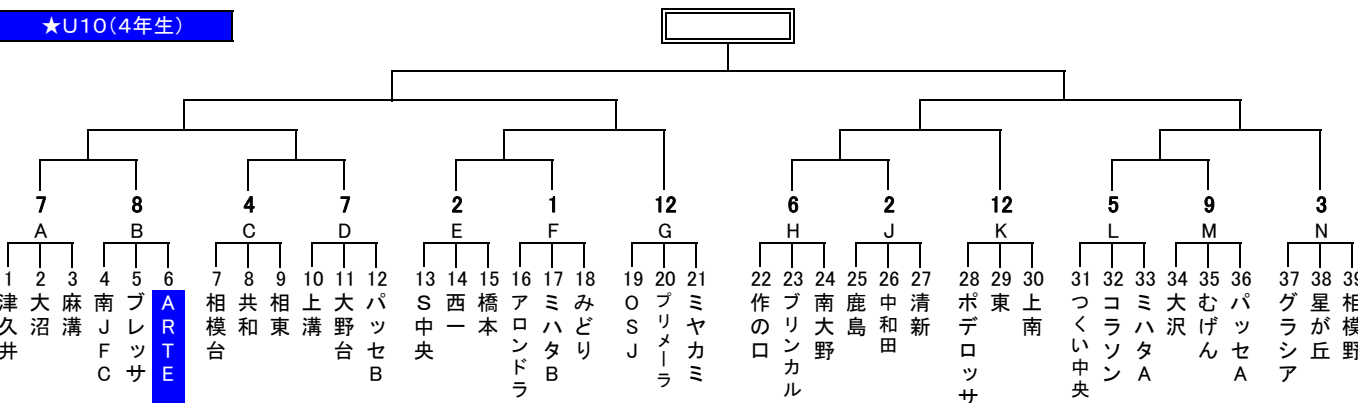 ★U10(4年生)
7 8 4 7 2 1 12 6 2 12 5 9 3
A B C D E F G H J K L M N
1 2 3 4 5 6 7 8 9 10 11 12 13 14 15 16 17 18 19 20 21 22 23 24 25 26 27 28 29 30 31 32 33 34 35 36 37 38 39
津久井
大沼
麻溝
南JFC
ブレッサ
ARTE
相模台
共和
相東
上溝
大野台
パッセB
S中央
西一
橋本
アロンドラ
ミハタB
みどり
OSJ
プリメーラ
ミヤカミ
作の口
ブリンカル
南大野
鹿島
中和田
清新
ポデロッサ
東
上南
つくい中央
コラソン
ミハタA
大沢
むげん
パッセA
グラシア
星が丘
相模野